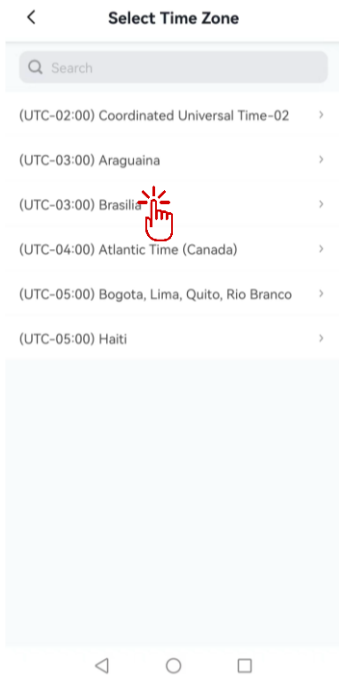 Select Time Zone
Search
(UTC-02:00) Coordinated Universal Time-02
(UTC-03:00) Araguaina
(UTC-03:00) Brasilia
(UTC-04:00) Atlantic Time (Canada)
(UTC-05:00) Bogota, Lima, Quito, Rio Branco
(UTC-05:00) Haiti